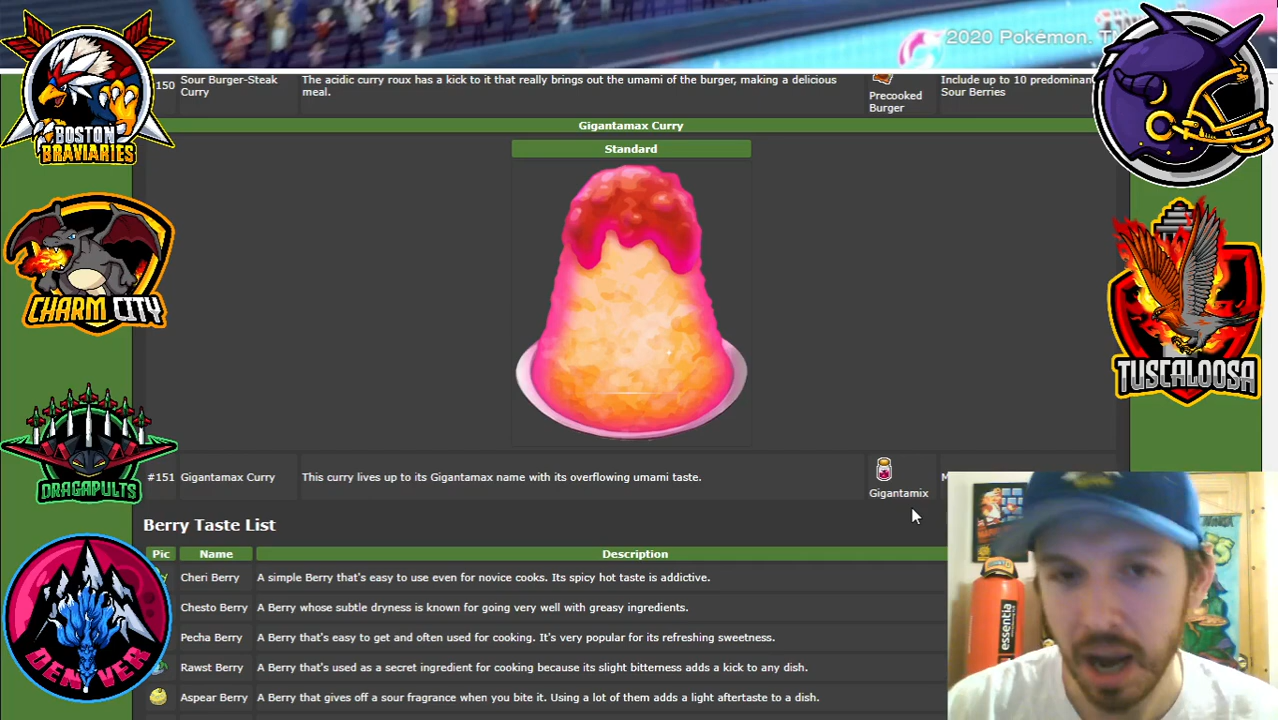 2020 Pokémon. T
#150 Sour Burger-Steak Curry
The acidic curry roux has a kick to it that really brings out the umami of the burger, making a delicious
meal.
Precooked
Burger
Include up to 10 predominan
Sour Berries
Gigantamax Curry
Standard
#151 Gigantamax Curry This curry lives up to its Gigantamax name with its overflowing umami taste.
Gigantamix
M
Berry Taste List
Pic Name Description
Cheri Berry A simple Berry that's easy to use even for novice cooks. Its spicy hot taste is addictive.
Chesto Berry A Berry whose subtle dryness is known for going very well with greasy ingredients.
Pecha Berry A Berry that's easy to get and often used for cooking. It's very popular for its refreshing sweetness.
Rawst Berry A Berry that's used as a secret ingredient for cooking because its slight bitterness adds a kick to any dish.
Aspear Berry A Berry that gives off a sour fragrance when you bite it. Using a lot of them adds a light aftertaste to a dish.
BOSTON
BRAVIARIES
CHARM CITY
DRAGAPULTS
DENVER
TUSCALOOSA
essentia